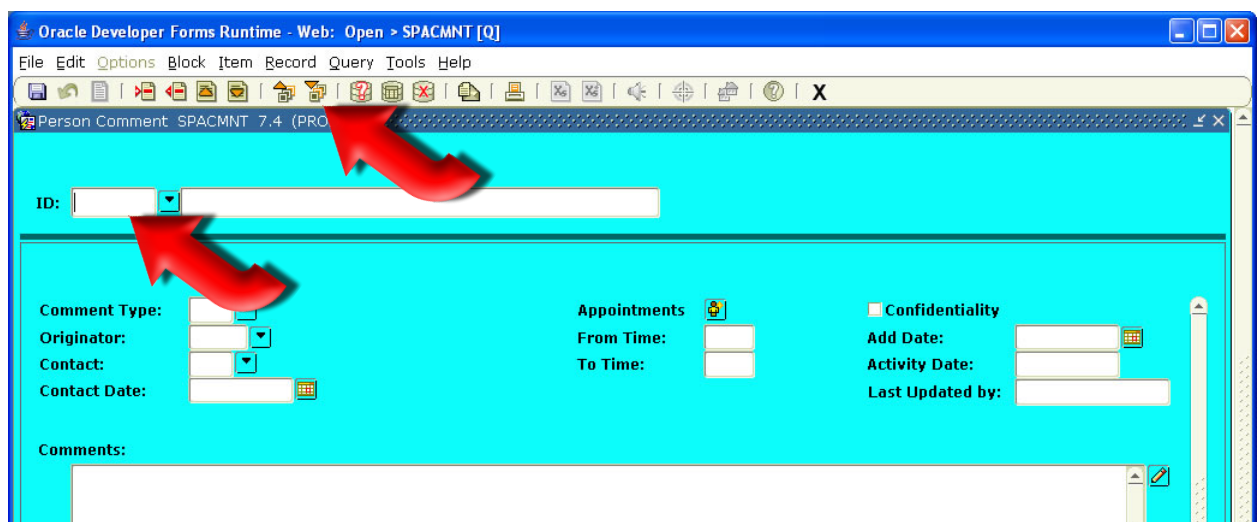 Oracle Developer Forms Runtime - Web: Open > SPACMNT [Q]
File Edit Options Block Item Record Query Tools Help
X
Person Comment SPACMNT 7.4 (PRO
ID:
Comment Type:
Appointments
Confidentiality
Originator:
From Time:
Add Date:
Contact:
To Time:
Activity Date:
Contact Date:
Last Updated by:
Comments: